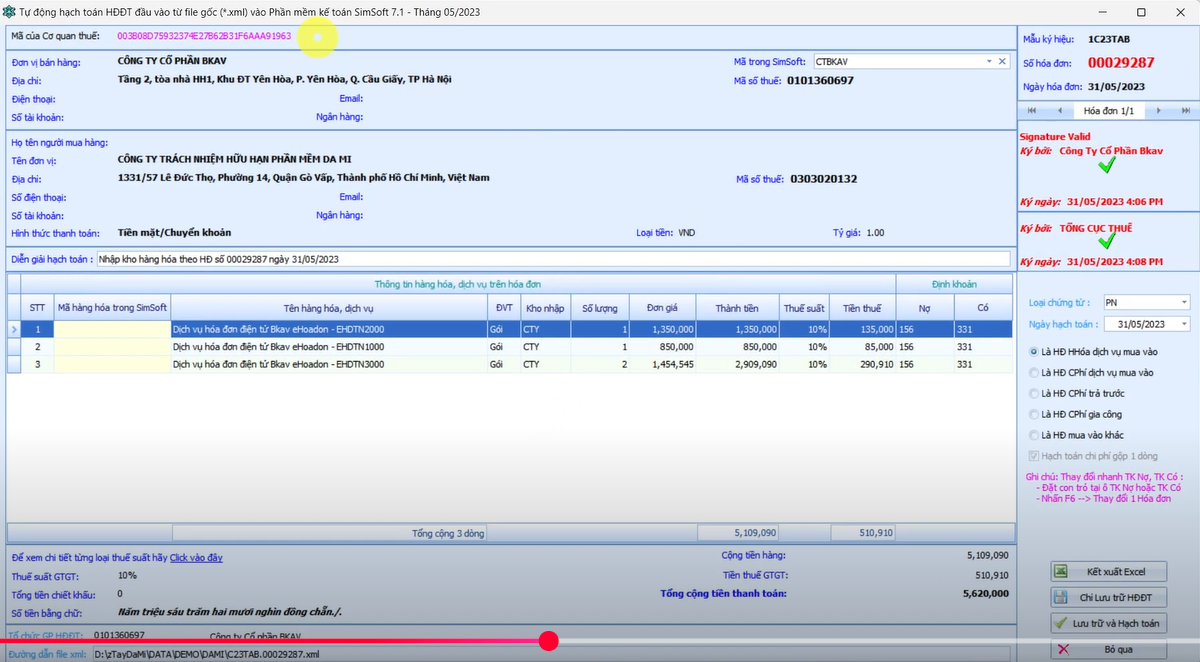 Tự động hạch toán HĐĐT đầu vào từ file gốc (*.xml) vào Phần mềm kế toán SimSoft 7.1 - Tháng 05/2023
Mã của Cơ quan thuế: 003B08D75932374E27B62B31F6AAA91963
Đơn vị bán hàng: CÔNG TY CỔ PHẦN BKAV
Mã trong SimSoft: CTBKAV
Địa chỉ: Tầng 2, tòa nhà HH1, Khu ĐT Yên Hòa, P. Yên Hòa, Q. Cầu Giấy, TP Hà Nội
Mã số thuế: 0101360697
Điện thoại: Email:
Số tài khoản: Ngân hàng:
Họ tên người mua hàng:
Tên đơn vị: CÔNG TY TRÁCH NHIỆM HỮU HẠN PHẦN MỀM DA MI
Địa chỉ: 1331/57 Lê Đức Thọ, Phường 14, Quận Gò Vấp, Thành phố Hồ Chí Minh, Việt Nam
Mã số thuế: 0303020132
Số điện thoại: Email:
Số tài khoản: Ngân hàng:
Hình thức thanh toán: Tiền mặt/Chuyển khoản Loại tiền: VND Tỷ giá: 1.00
Diễn giải hạch toán : Nhập kho hàng hóa theo HĐ số 00029287 ngày 31/05/2023
Thông tin hàng hóa, dịch vụ trên hóa đơn Định khoản
STT Mã hàng hóa trong SimSoft Tên hàng hóa, dịch vụ ĐVT Kho nhập Số lượng Đơn giá Thành tiền Thuế suất Tiền thuế Nợ Có
1 Dịch vụ hóa đơn điện tử Bkav eHoadon - EHDTN2000 Gói CTY 1 1,350,000 1,350,000 10% 135,000 156 331
2 Dịch vụ hóa đơn điện tử Bkav eHoadon - EHDTN1000 Gói CTY 1 850,000 850,000 10% 85,000 156 331
3 Dịch vụ hóa đơn điện tử Bkav eHoadon - EHDTN3000 Gói CTY 2 1,454,545 2,909,090 10% 290,910 156 331
Tổng cộng 3 dòng 5,109,090 510,910
Để xem chi tiết từng loại thuế suất hãy Click vào đây
Cộng tiền hàng: 5,109,090
Thuế suất GTGT: 10%
Tiền thuế GTGT: 510,910
Tổng tiền chiết khấu: 0
Tổng cộng tiền thanh toán: 5,620,000
Số tiền bằng chữ: Năm triệu sáu trăm hai mươi nghìn đồng chẵn./.
Tổ chức GP HĐĐT: 0101360697 Công ty Cổ phần BKAV
Đường dẫn file xml: D:\zTayDaMi\DATA\DEMO\DAMI\C23TAB.00029287.xml
Mẫu ký hiệu: 1C23TAB
Số hóa đơn: 00029287
Ngày hóa đơn: 31/05/2023
Hóa đơn 1/1
Signature Valid
Ký bởi: Công Ty Cổ Phần Bkav
Ký ngày: 31/05/2023 4:06 PM
Ký bởi: TỔNG CỤC THUẾ
Ký ngày: 31/05/2023 4:08 PM
Loại chứng từ : PN
Ngày hạch toán : 31/05/2023
Là HĐ HHóa dịch vụ mua vào
Là HĐ CPhí dịch vụ mua vào
Là HĐ CPhí trả trước
Là HĐ CPhí gia công
Là HĐ mua vào khác
Hạch toán chi phí gộp 1 dòng
Ghi chú: Thay đổi nhanh TK Nợ, TK Có :
- Đặt con trỏ tại ô TK Nợ hoặc TK Có
- Nhấn F6 --> Thay đổi 1 Hóa đơn
Kết xuất Excel
Chỉ Lưu trữ HĐĐT
Lưu trữ và Hạch toán
Bỏ qua